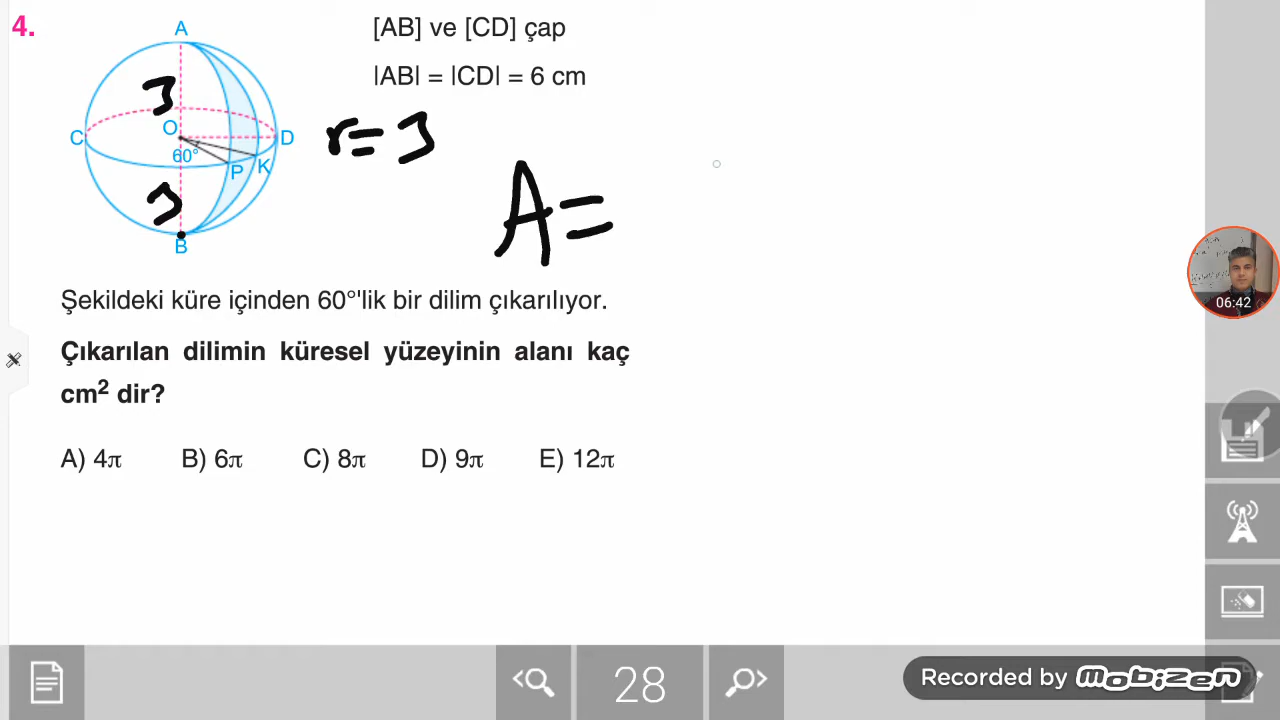 4.
[AB] ve [CD] çap
|AB| = |CD| = 6 cm
A
3
r = 3
O
C
D
60°
P
K
3
B
A =
Şekildeki küre içinden 60°'lik bir dilim çıkarılıyor.
Çıkarılan dilimin küresel yüzeyinin alanı kaç
cm² dir?
A) 4π B) 6π C) 8π D) 9π E) 12π
06:42
28
Recorded by mobizen